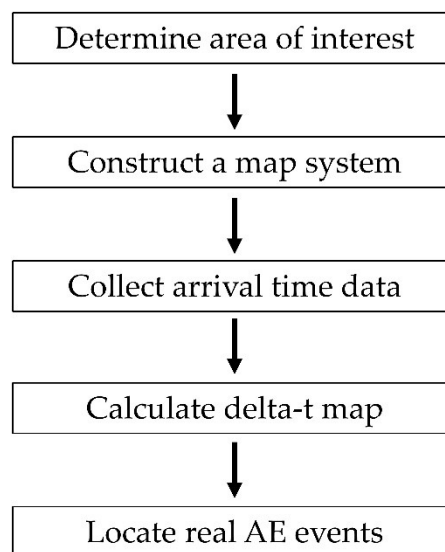 Determine area of interest
Construct a map system
Collect arrival time data
Calculate delta-t map
Locate real AE events